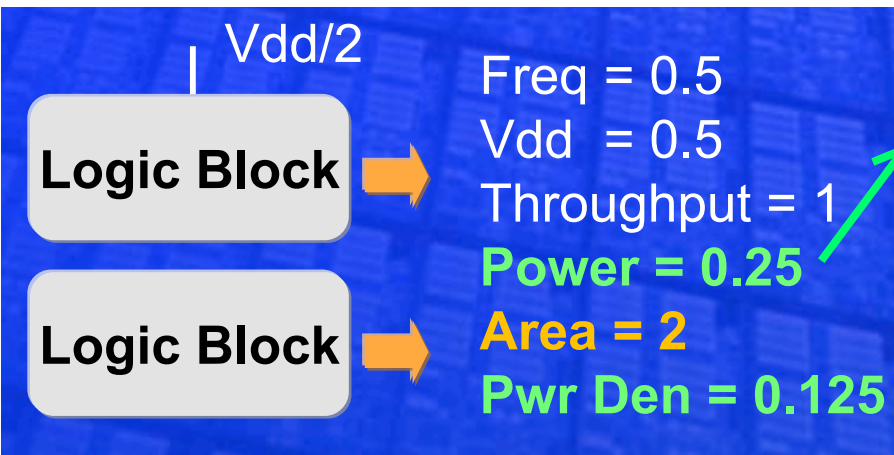 Vdd/2
Logic Block
Logic Block
Freq = 0.5
Vdd = 0.5
Throughput = 1
Power = 0.25
Area = 2
Pwr Den = 0.125